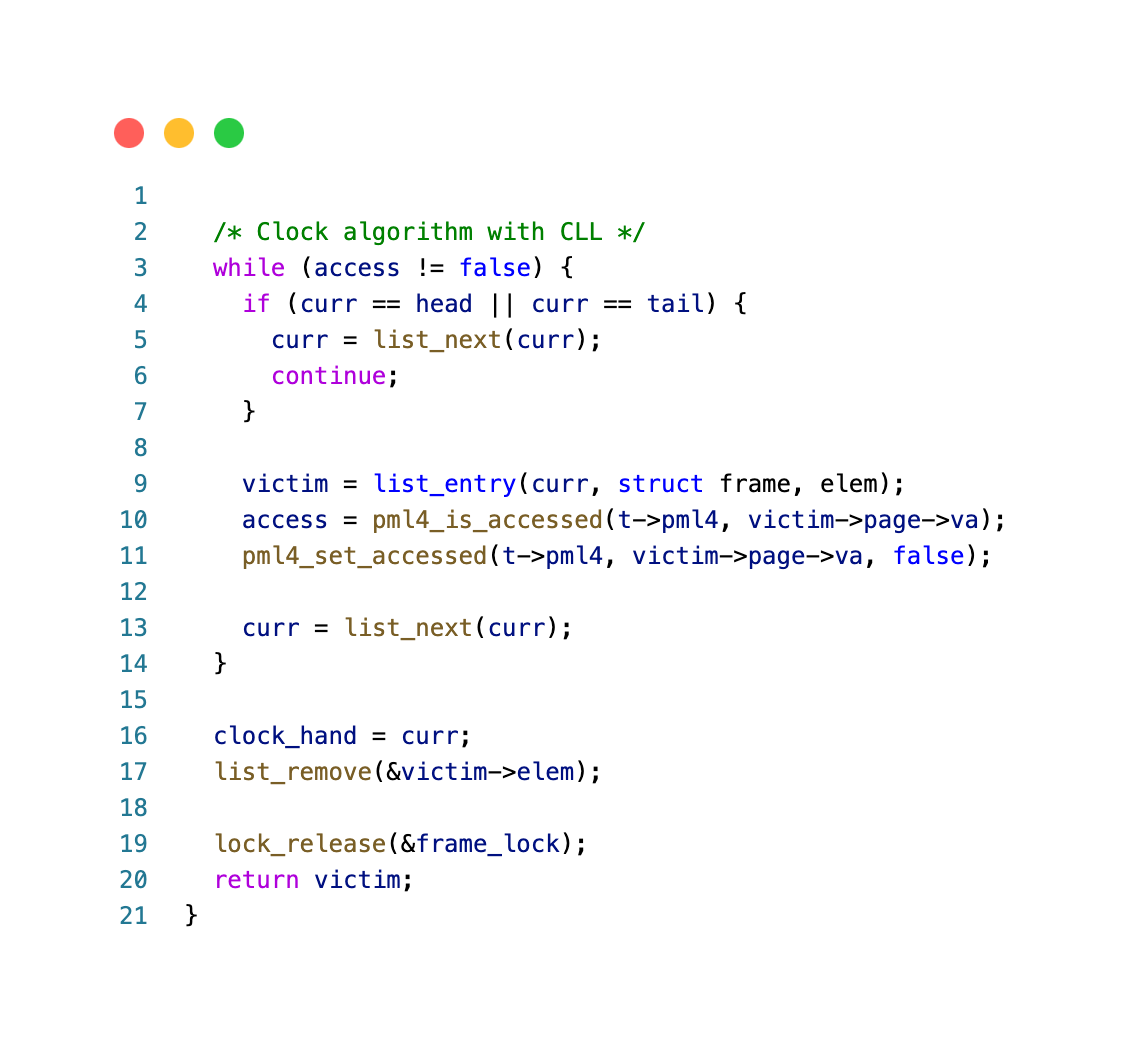 1
2 /* Clock algorithm with CLL */
3 while (access != false) {
4 if (curr == head || curr == tail) {
5 curr = list_next(curr);
6 continue;
7 }
8
9 victim = list_entry(curr, struct frame, elem);
10 access = pml4_is_accessed(t->pml4, victim->page->va);
11 pml4_set_accessed(t->pml4, victim->page->va, false);
12
13 curr = list_next(curr);
14 }
15
16 clock_hand = curr;
17 list_remove(&victim->elem);
18
19 lock_release(&frame_lock);
20 return victim;
21 }